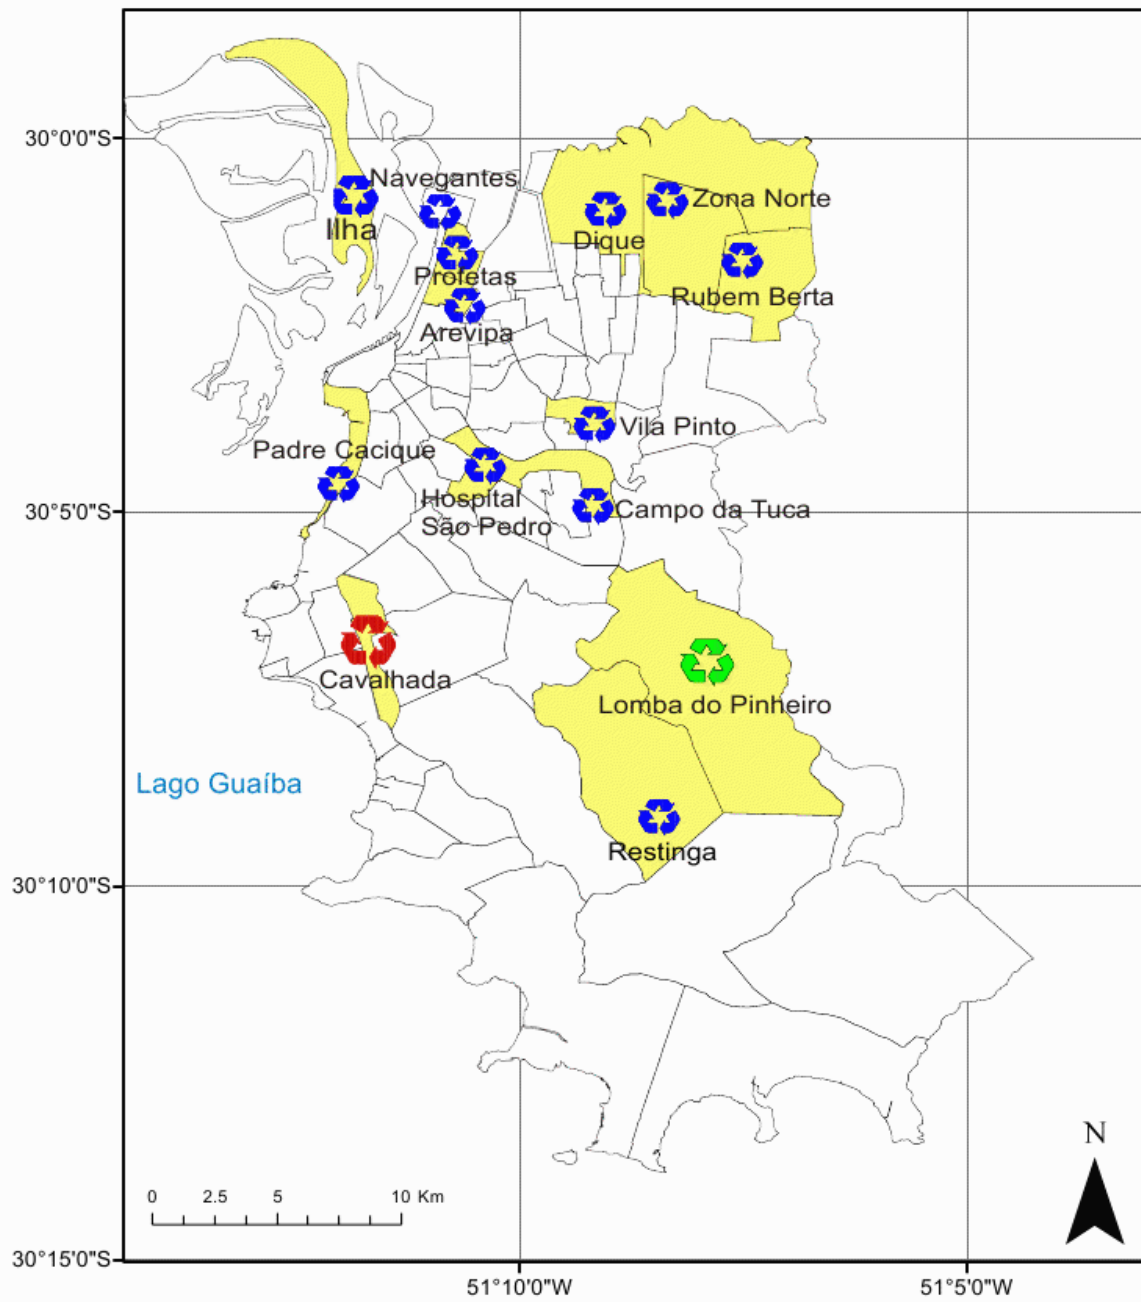 30°0'0"S
Navegantes
Zona Norte
Ilha
Dique
Profetas
Rubem Berta
Arevipa
Vila Pinto
Padre Cacique
Hospital
São Pedro
Campo da Tuca
30°5'0"S
Cavalhada
Lomba do Pinheiro
Lago Guaíba
Restinga
30°10'0"S
N
0 2.5 5 10 Km
30°15'0"S
51°10'0"W 51°5'0"W